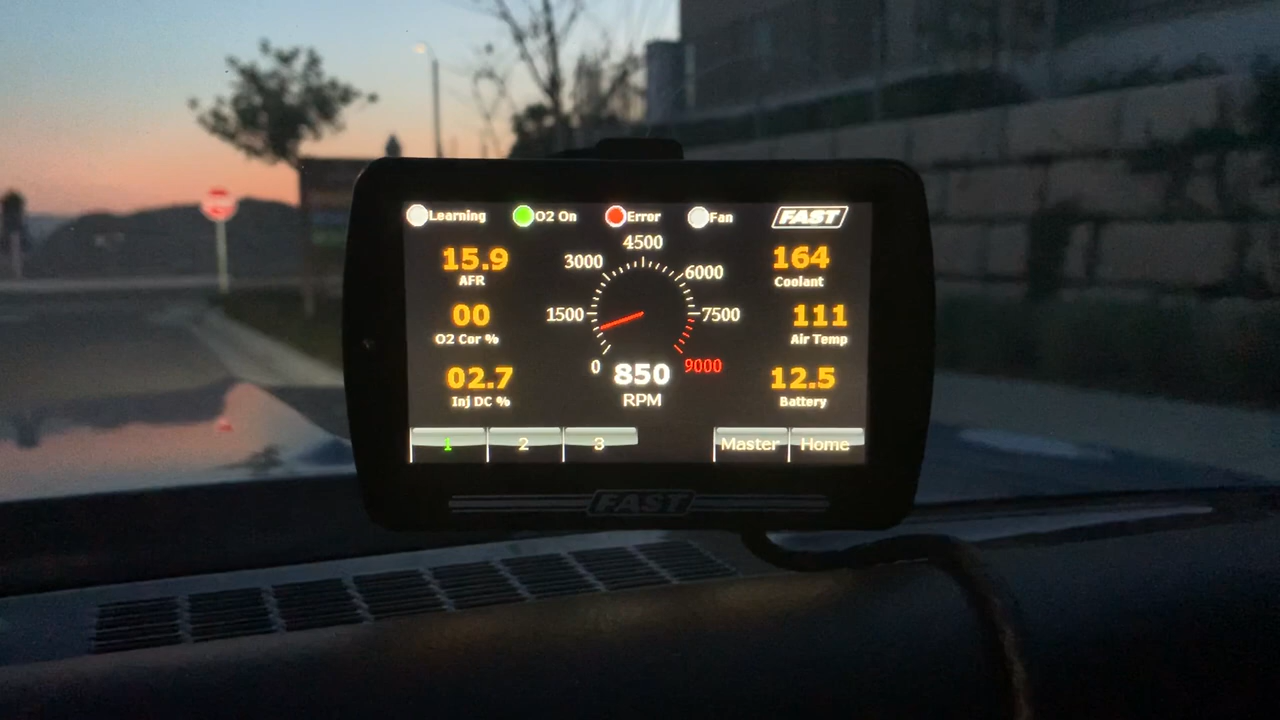 Learning O2 On Error Fan FAST
4500
3000 6000
15.9 164
AFR Coolant
1500 7500
00 111
O2 Cor % Air Temp
0 9000
02.7 850 12.5
Inj DC % RPM Battery
1 2 3 Master Home
FAST